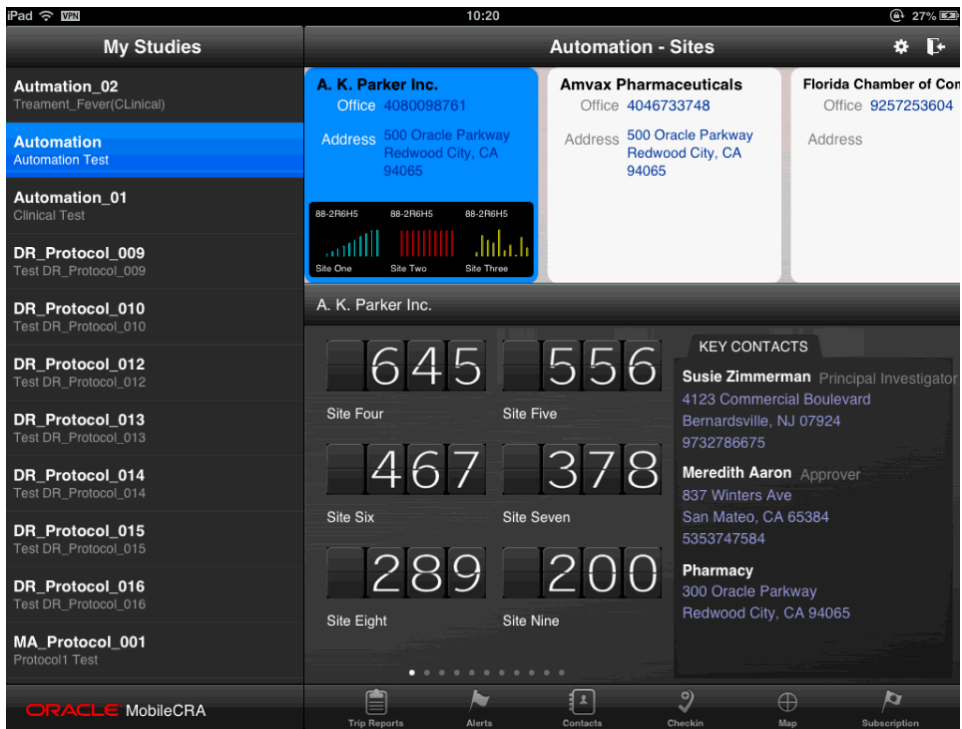 iPad VPN 10:20 27%
My Studies
Automation - Sites
Autmation_02
Treament_Fever(CLinical)
Automation
Automation Test
Automation_01
Clinical Test
DR_Protocol_009
Test DR_Protocol_009
DR_Protocol_010
Test DR_Protocol_010
DR_Protocol_012
Test DR_Protocol_012
DR_Protocol_013
Test DR_Protocol_013
DR_Protocol_014
Test DR_Protocol_014
DR_Protocol_015
Test DR_Protocol_015
DR_Protocol_016
Test DR_Protocol_016
MA_Protocol_001
Protocol1 Test
ORACLE MobileCRA
A. K. Parker Inc.
Office 4080098761
Address 500 Oracle Parkway
Redwood City, CA
94065
88-2R6H5 88-2R6H5 88-2R6H5
Site One Site Two Site Three
Amvax Pharmaceuticals
Office 4046733748
Address 500 Oracle Parkway
Redwood City, CA
94065
Florida Chamber of Con
Office 9257253604
Address
A. K. Parker Inc.
645 556
Site Four Site Five
467 378
Site Six Site Seven
289 200
Site Eight Site Nine
KEY CONTACTS
Susie Zimmerman Principal Investigator
4123 Commercial Boulevard
Bernardsville, NJ 07924
9732786675
Meredith Aaron Approver
837 Winters Ave
San Mateo, CA 65384
5353747584
Pharmacy
300 Oracle Parkway
Redwood City, CA 94065
Trip Reports Alerts Contacts Checkin Map Subscription